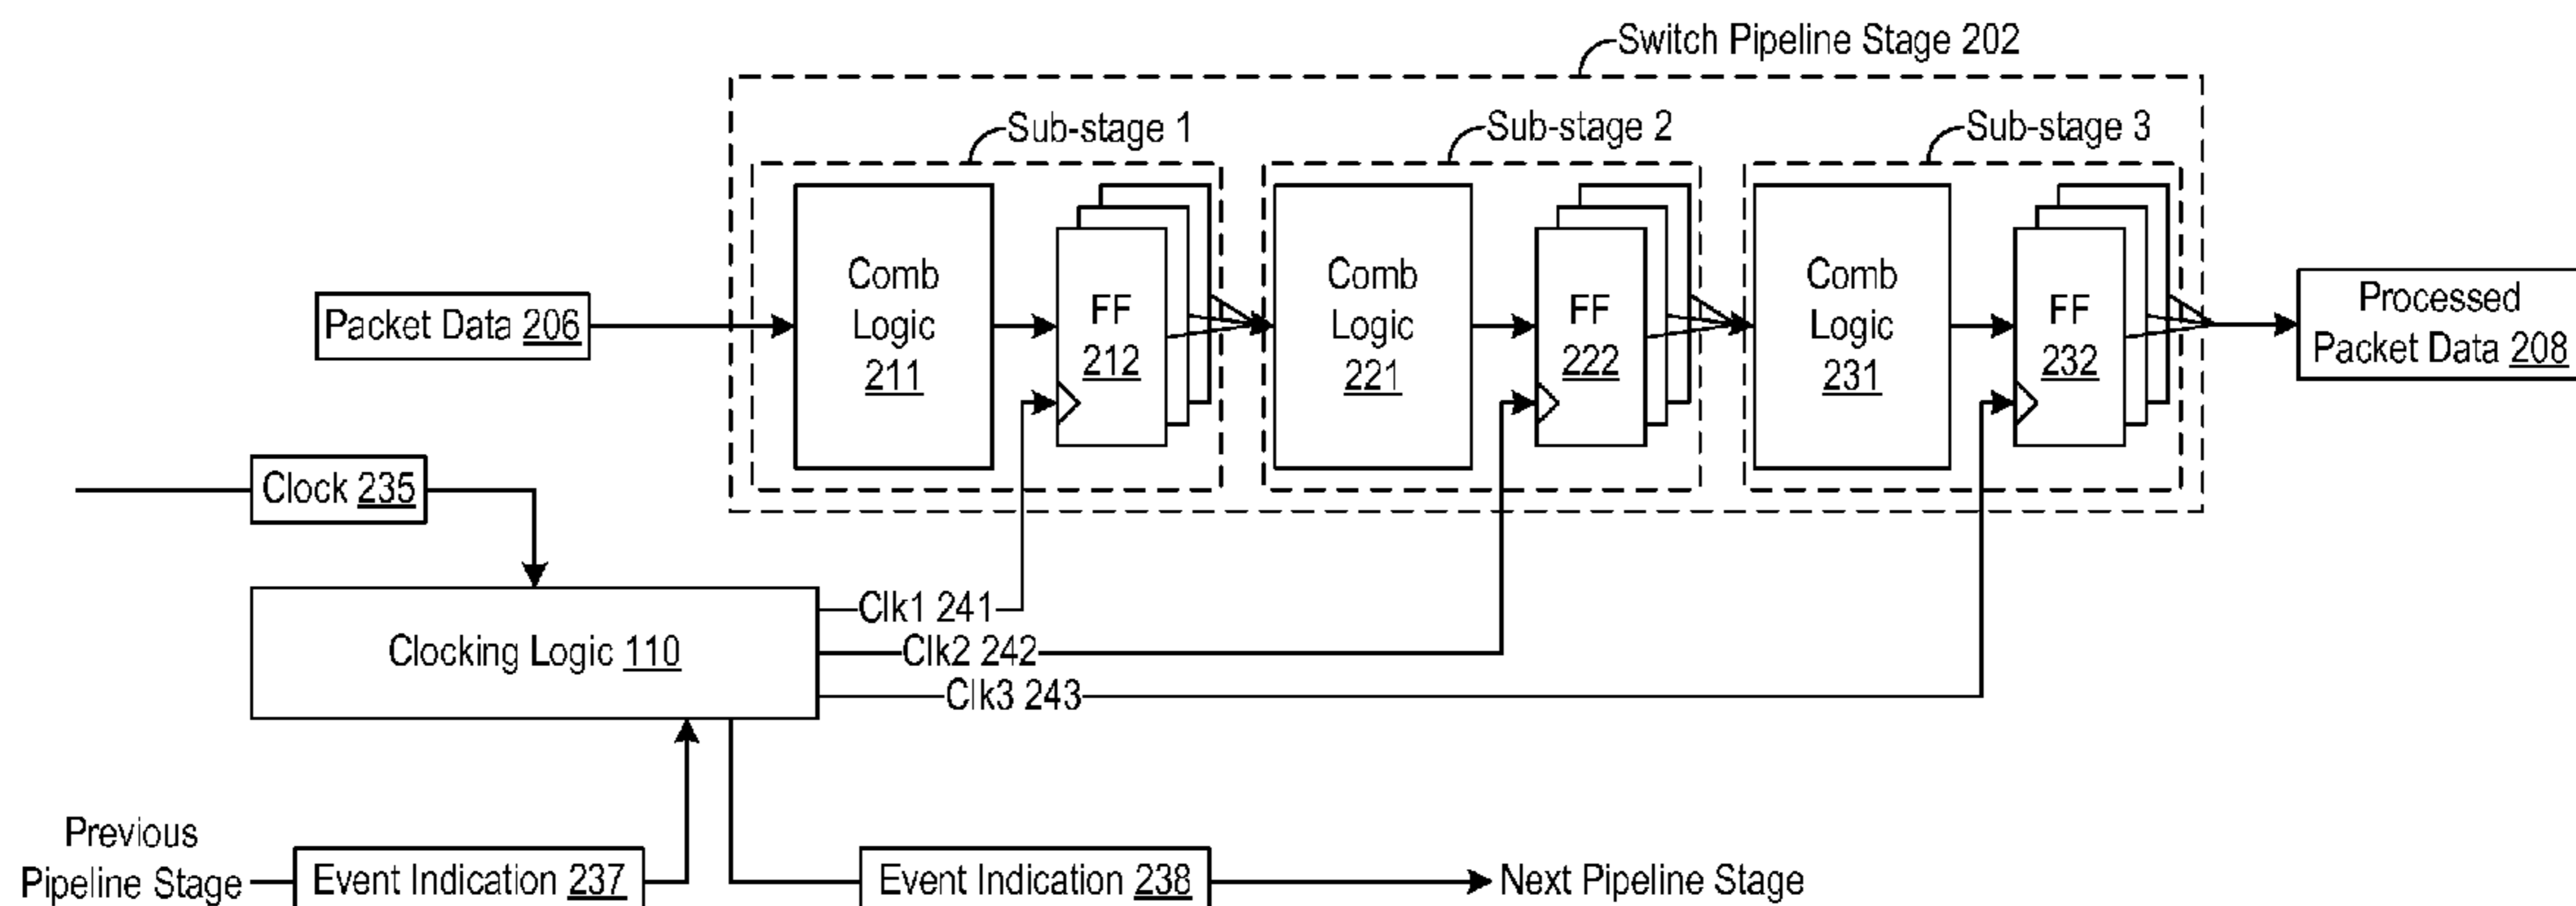 Switch Pipeline Stage 202
Sub-stage 1
Sub-stage 2
Sub-stage 3
Comb
Logic
211
FF
212
Comb
Logic
221
FF
222
Comb
Logic
231
FF
232
Packet Data 206
Processed
Packet Data 208
Clock 235
Clocking Logic 110
Clk1 241
Clk2 242
Clk3 243
Previous
Pipeline Stage
Event Indication 237
Event Indication 238
Next Pipeline Stage